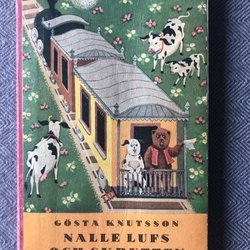 GÖSTA KNUTSSON
NALLE LUFS
OCH